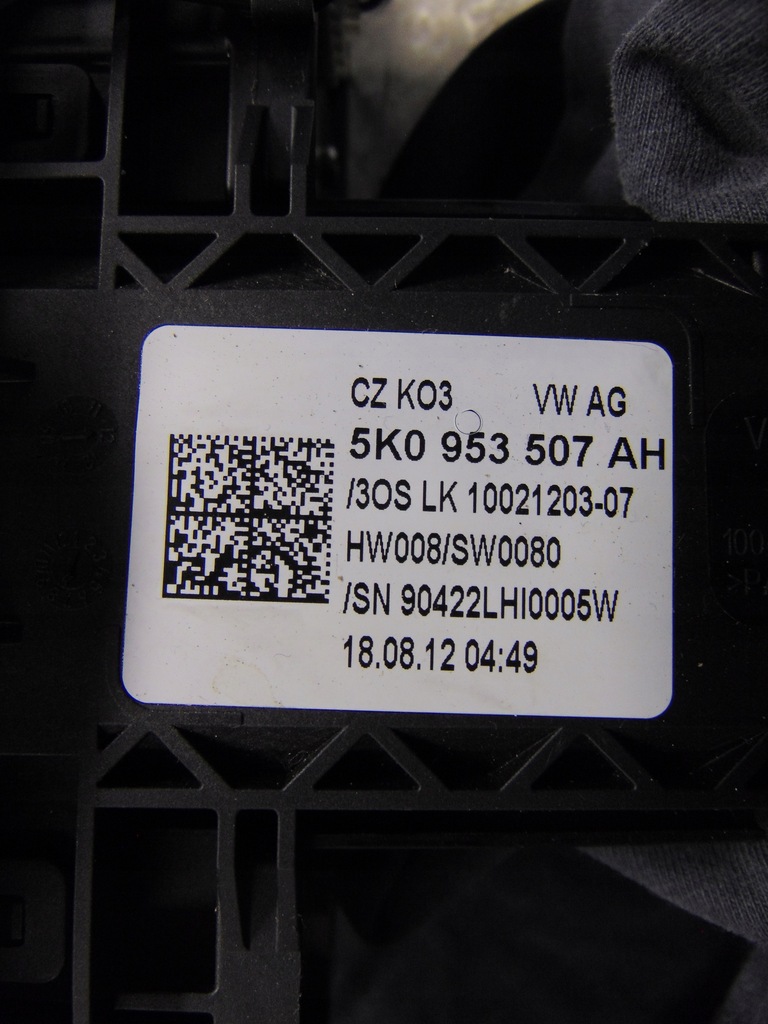 CZ KO3 VW AG
5K0 953 507 AH
/3OS LK 10021203-07
HW008/SW0080
/SN 90422LHI0005W
18.08.12 04:49